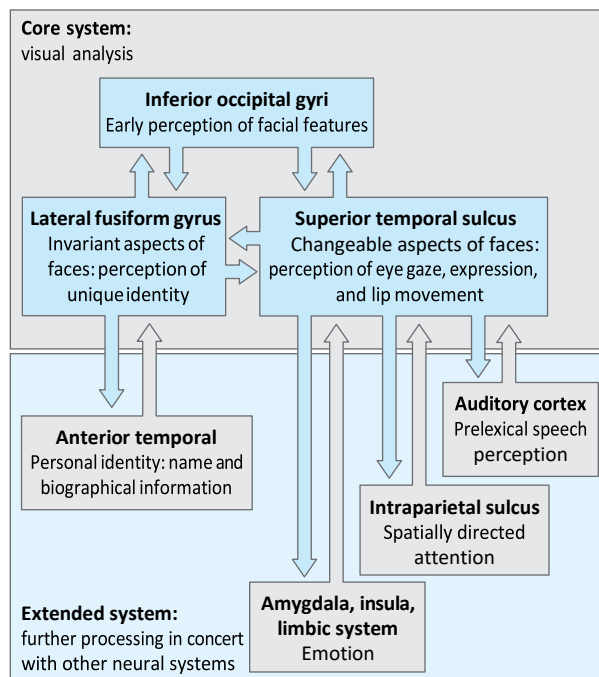 Core system:
visual analysis
Inferior occipital gyri
Early perception of facial features
Lateral fusiform gyrus
Invariant aspects of
faces: perception of
unique identity
Superior temporal sulcus
Changeable aspects of faces:
perception of eye gaze, expression,
and lip movement
Auditory cortex
Prelexical speech
perception
Anterior temporal
Personal identity: name and
biographical information
Intraparietal sulcus
Spatially directed
attention
Amygdala, insula,
limbic system
Emotion
Extended system:
further processing in concert
with other neural systems